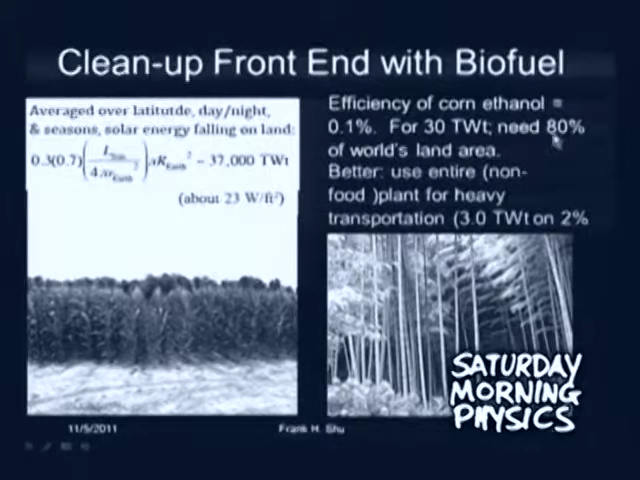 Clean-up Front End with Biofuel
Averaged over latitutde, day/night,
& seasons, solar energy falling on land:
0.3(0.7)
37,000 TWt
(about 23 W/ft²)
Efficiency of corn ethanol =
0.1%. For 30 TWt; need 80%
of world's land area.
Better: use entire (non-
food )plant for heavy
transportation (3.0 TWt on 2%
SATURDAY
MORNING
PHYSICS
11/5/2011
Frank H. Shu